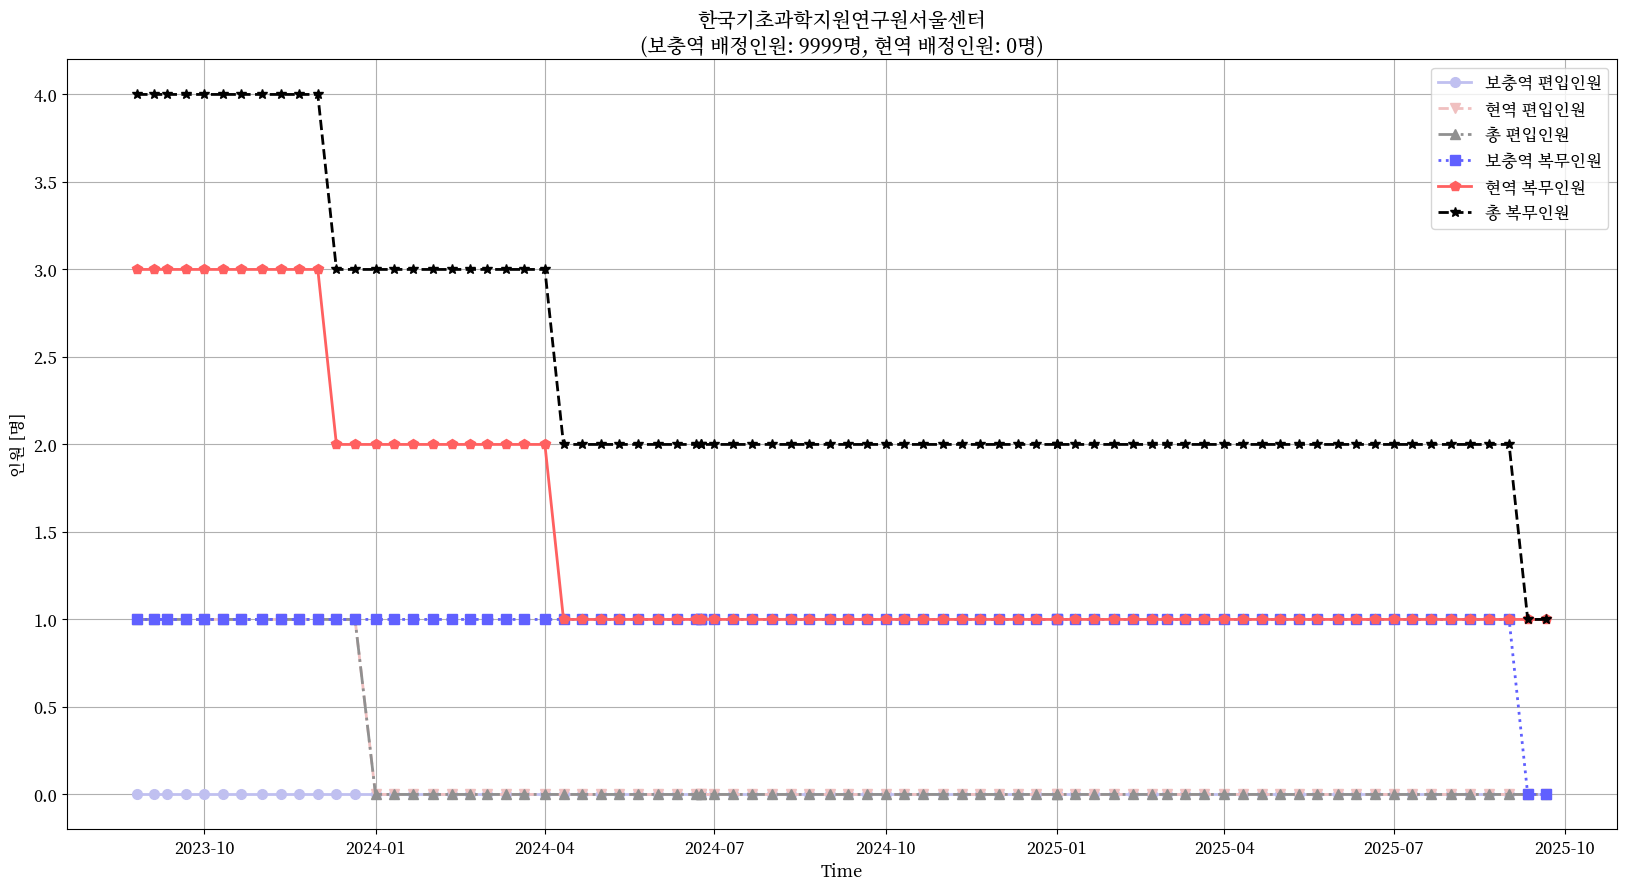 한국기초과학지원연구원서울센터
(보충역 배정인원: 9999명, 현역 배정인원: 0명)
보충역 편입인원
현역 편입인원
총 편입인원
보충역 복무인원
현역 복무인원
총 복무인원
인원 [명]
4.0
3.5
3.0
2.5
2.0
1.5
1.0
0.5
0.0
2023-10
2024-01
2024-04
2024-07
2024-10
2025-01
2025-04
2025-07
2025-10
Time